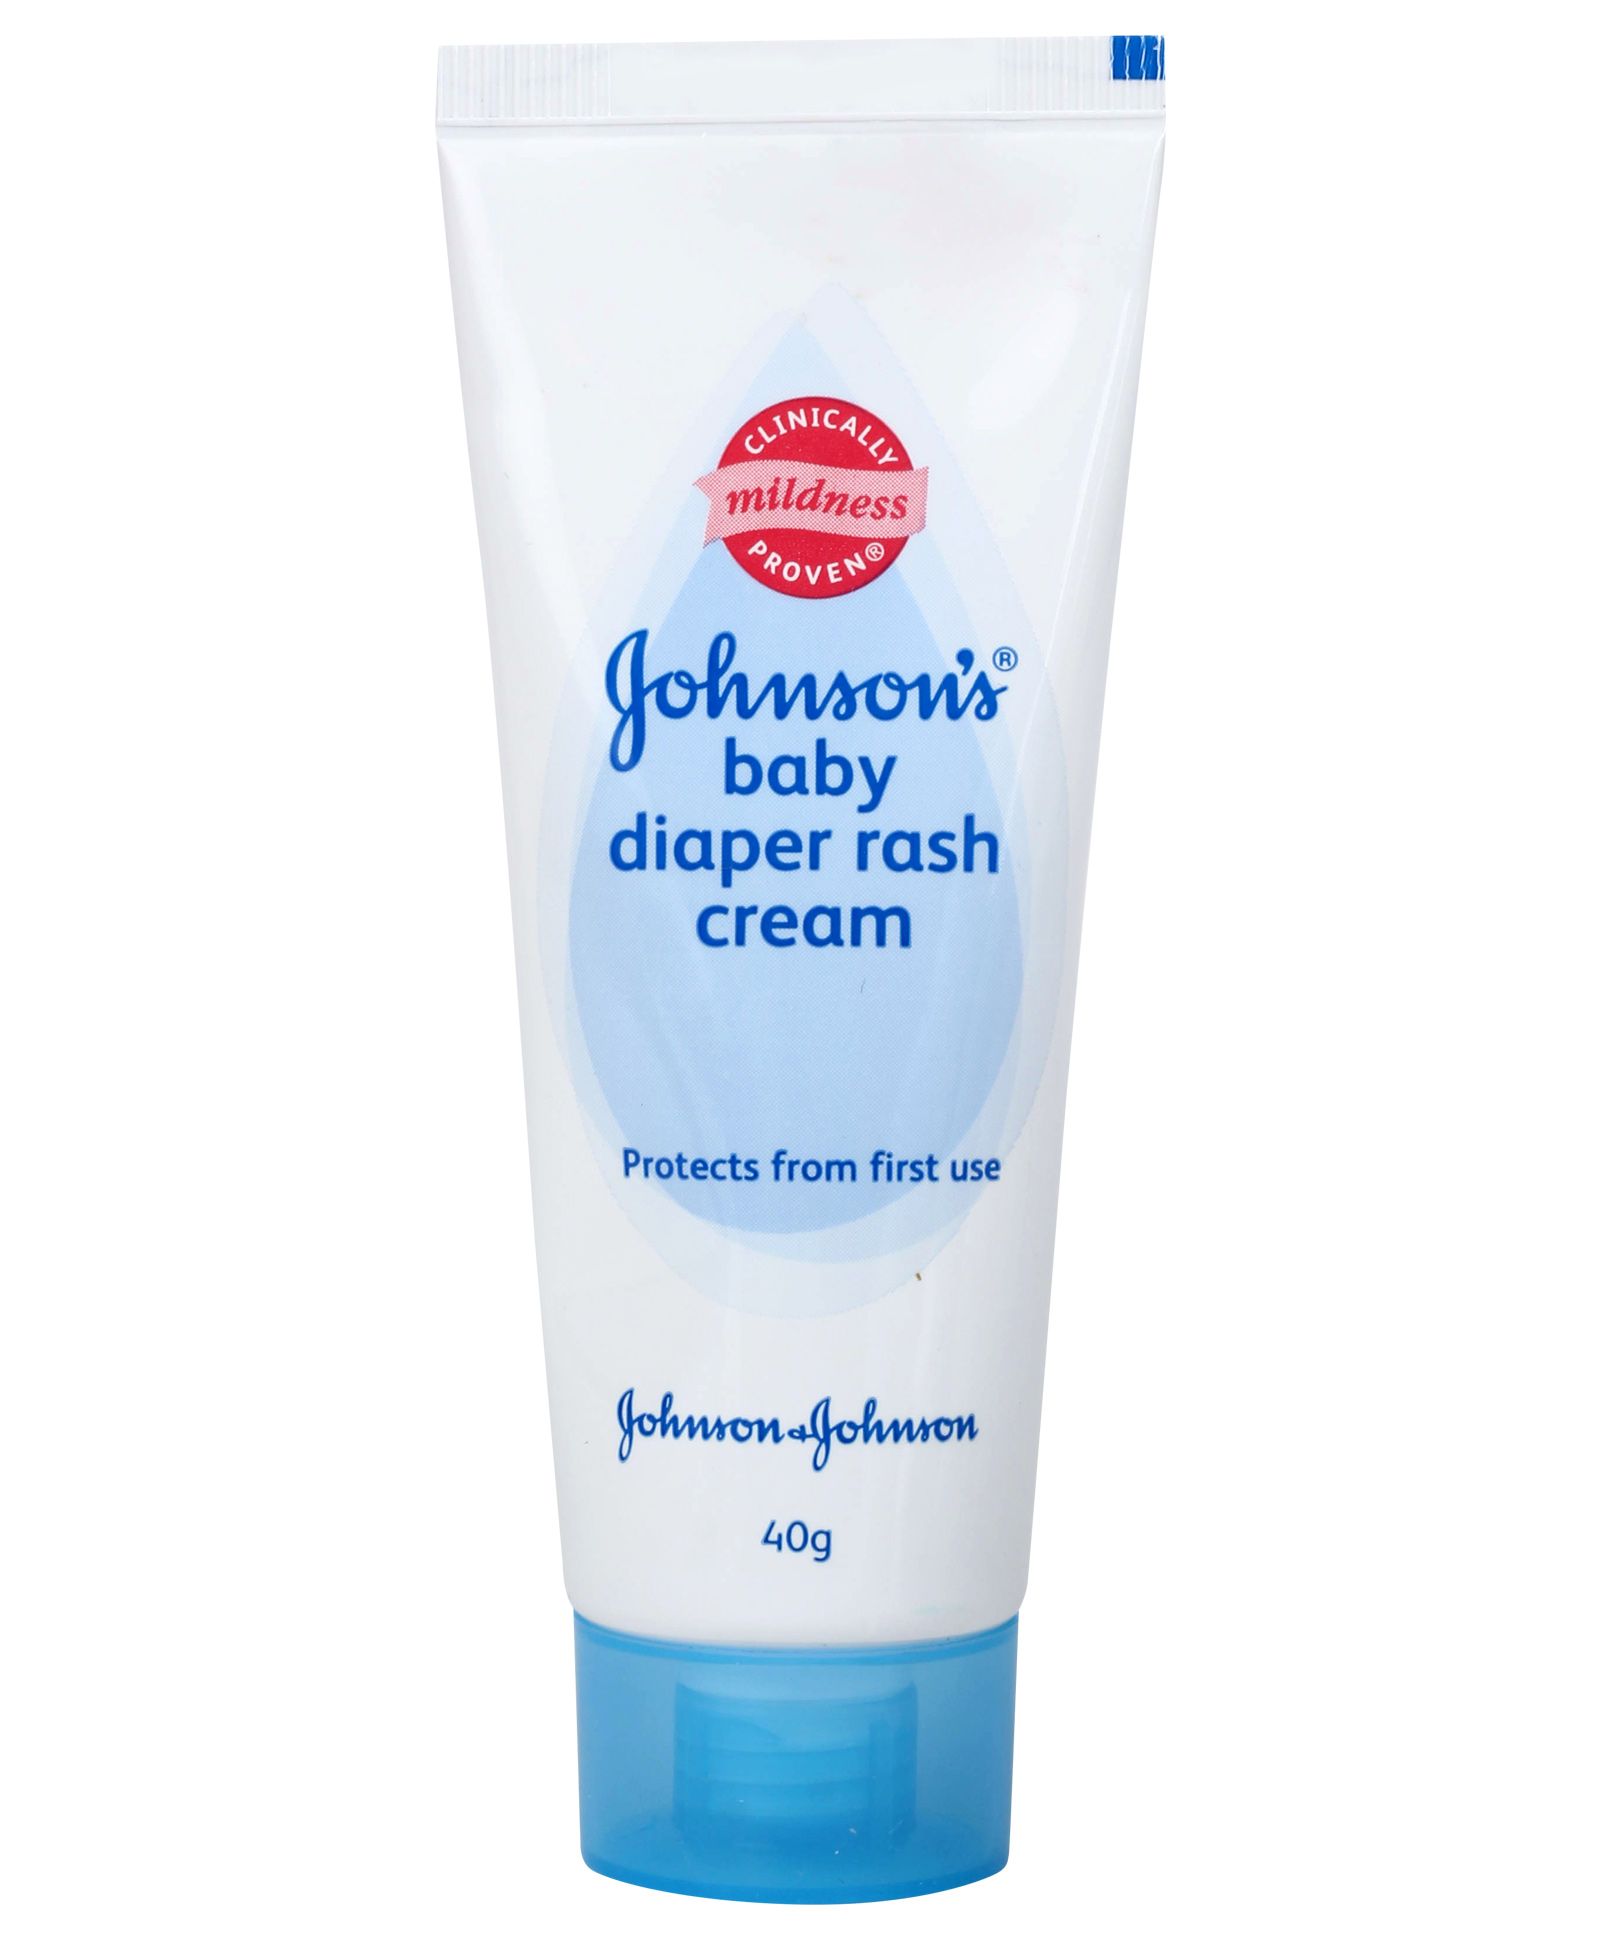 CLINICALLY
mildness
PROVEN®
Johnson's®
baby
diaper rash
cream
Protects from first use
Johnson & Johnson
40g